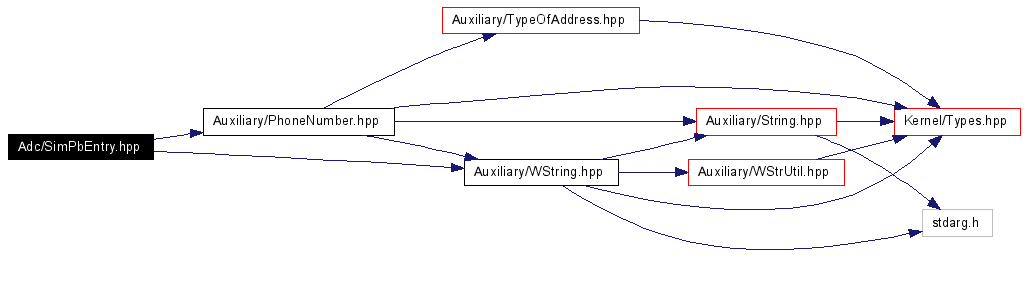 Auxiliary/TypeOfAddress.hpp
Auxiliary/PhoneNumber.hpp
Auxiliary/String.hpp
Kernel/Types.hpp
Adc/SimPbEntry.hpp
Auxiliary/WString.hpp
Auxiliary/WStrUtil.hpp
stdarg.h